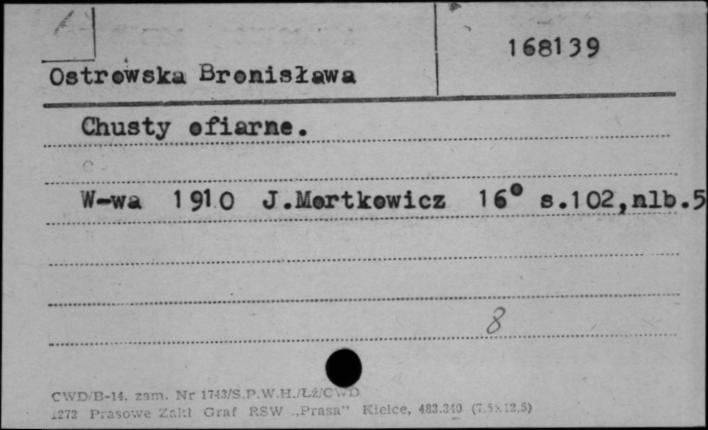 168139
Ostrowska Bronisława
Chusty ofiarne.
W-wa 1910 J.Mortkowicz 16° s.102,nlb.5
8
CWD/B-14. zam. Nr 1743/S.P.W.H./Łż/CWD
1272 Prasowe Zakł Graf RSW „Prasa" Kielce, 483.340 (7,5x12,5)